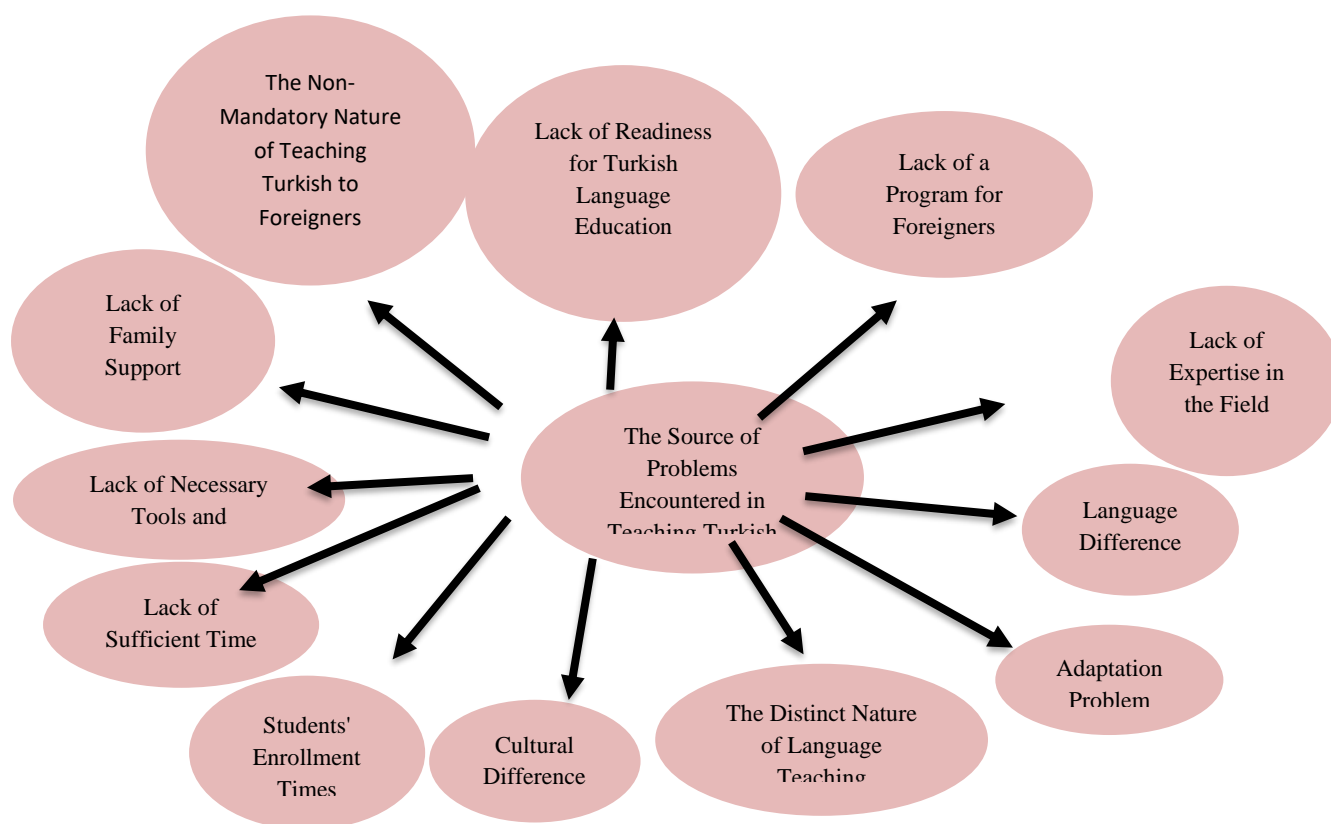 The Non-
Mandatory Nature
of Teaching
Turkish to
Foreigners
Lack of Readiness
for Turkish
Language
Education
Lack of a
Program for
Foreigners
Lack of
Family
Support
Lack of
Expertise in
the Field
The Source of
Problems
Encountered in
Teaching Turkish
Lack of Necessary
Tools and
Language
Difference
Lack of
Sufficient Time
Adaptation
Problem
Students'
Enrollment
Times
Cultural
Difference
The Distinct Nature
of Language
Teaching